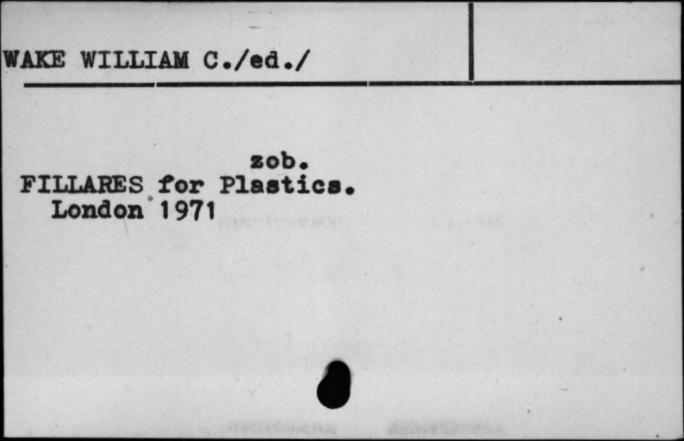 WAKE WILLIAM C./ed./
zob.
FILLARES for Plastics.
London 1971